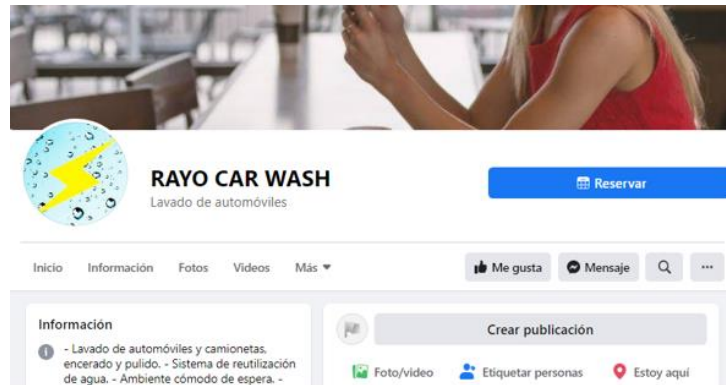 RAYO CAR WASH
Lavado de automóviles
Reservar
Inicio Información Fotos Videos Más
Me gusta Mensaje
Información
- Lavado de automóviles y camionetas,
encerado y pulido. - Sistema de reutilización
de agua. - Ambiente cómodo de espera. -
Crear publicación
Foto/video Etiquetar personas Estoy aquí